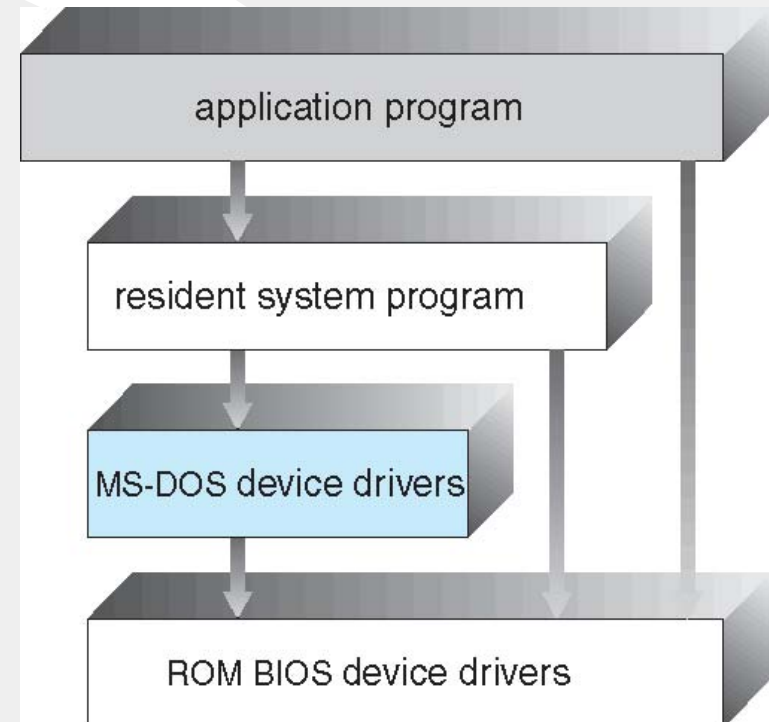 application program
resident system program
MS-DOS device drivers
ROM BIOS device drivers